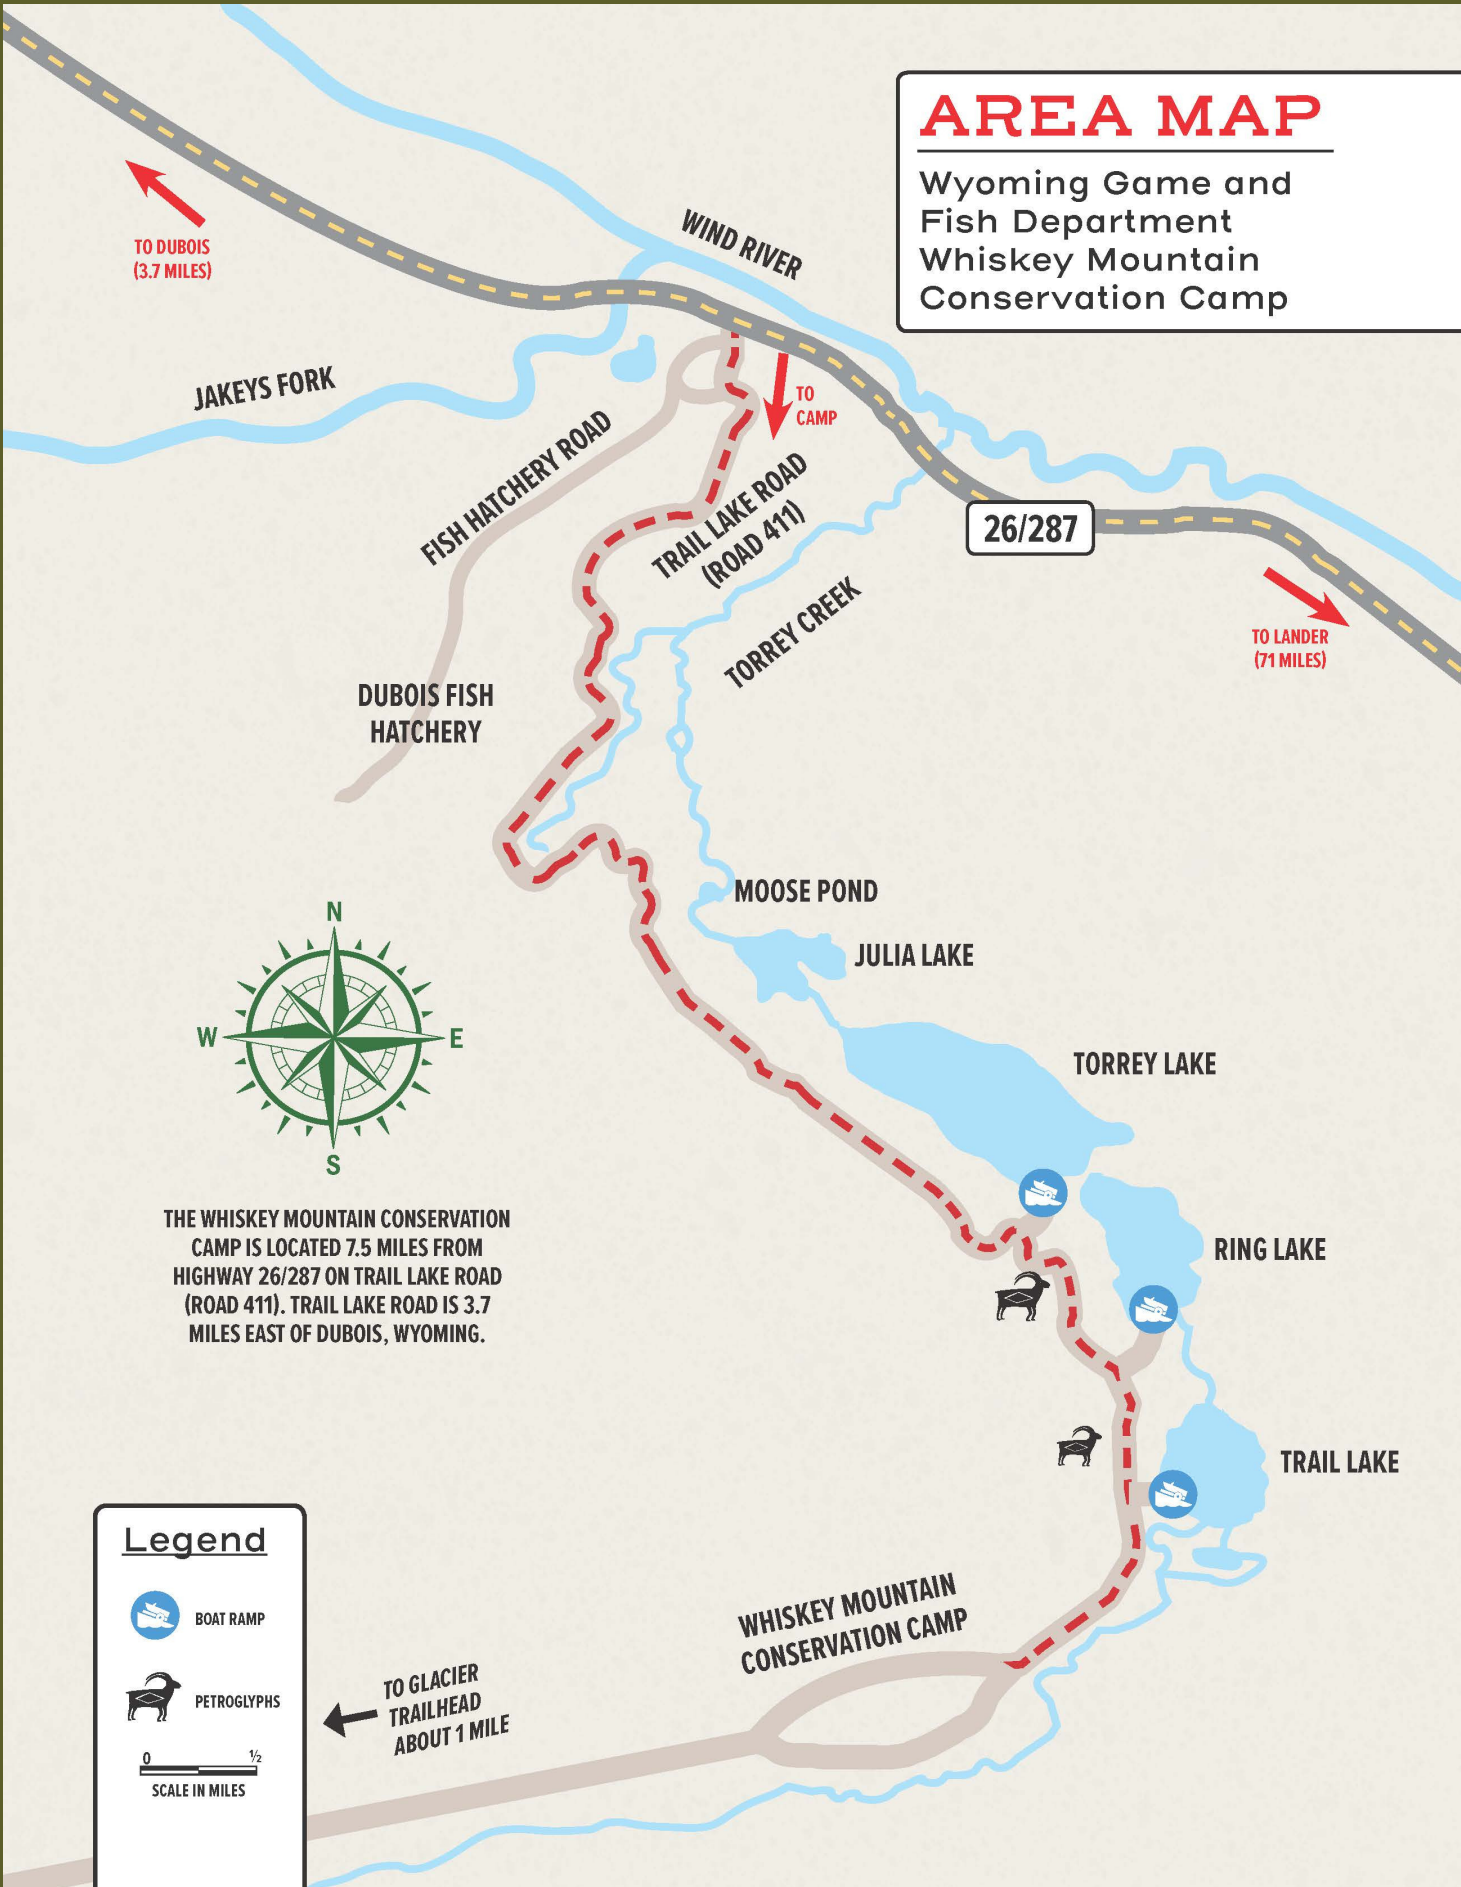 AREA MAP
Wyoming Game and
Fish Department
Whiskey Mountain
Conservation Camp
WIND RIVER
TO DUBOIS
(3.7 MILES)
JAKEYS FORK
TO
CAMP
FISH HATCHERY ROAD
TRAIL LAKE ROAD
(ROAD 411)
26/287
TORREY CREEK
TO LANDER
(71 MILES)
DUBOIS FISH
HATCHERY
MOOSE POND
JULIA LAKE
N
W
E
S
TORREY LAKE
THE WHISKEY MOUNTAIN CONSERVATION
CAMP IS LOCATED 7.5 MILES FROM
HIGHWAY 26/287 ON TRAIL LAKE ROAD
(ROAD 411). TRAIL LAKE ROAD IS 3.7
MILES EAST OF DUBOIS, WYOMING.
RING LAKE
TRAIL LAKE
WHISKEY MOUNTAIN
CONSERVATION CAMP
TO GLACIER
TRAILHEAD
ABOUT 1 MILE
Legend
BOAT RAMP
PETROGLYPHS
0 ½
SCALE IN MILES